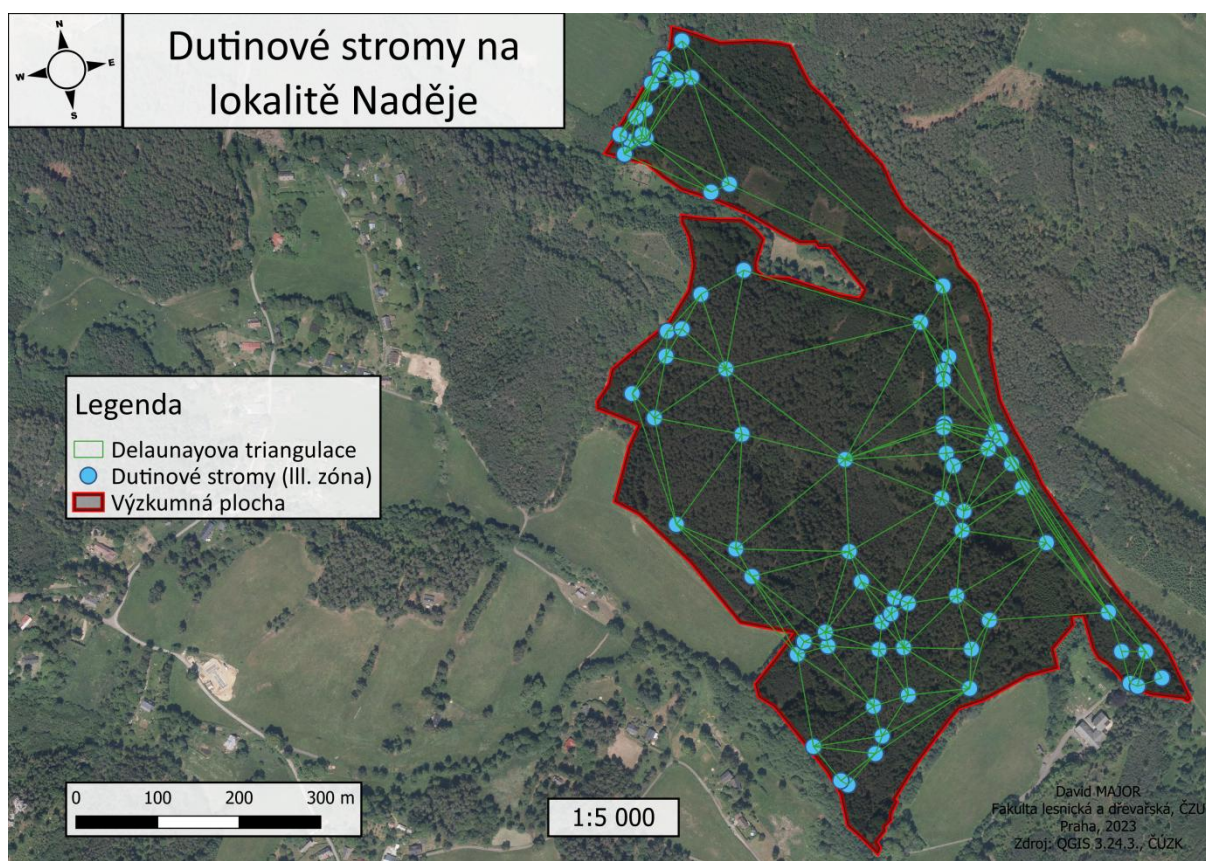 N
W
E
S
Dutinové stromy na
lokalitě Naděje
Legenda
Delaunayova triangulace
Dutinové stromy (III. zóna)
Výzkumná plocha
0 100 200 300 m
1:5 000
David MAJOR
Fakulta lesnická a dřevařská, ČZU
Praha, 2023
Zdroj: QGIS 3.24.3., ČÚZK